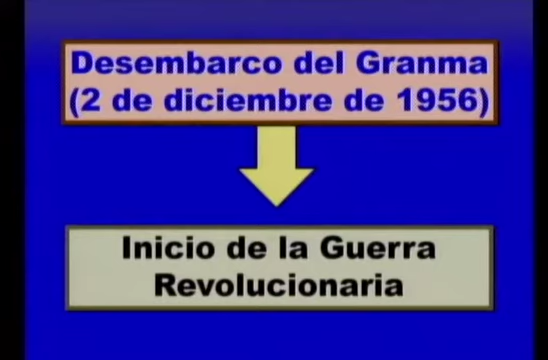 Desembarco del Granma
(2 de diciembre de 1956)
Inicio de la Guerra
Revolucionaria